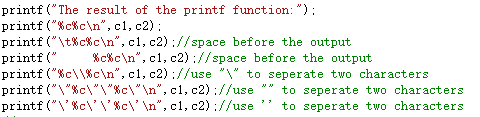 printf("The result of the printf function:");
printf("%c%c\n",c1,c2);
printf("\t%c%c\n",c1,c2);//space before the output
printf("     %c%c\n",c1,c2);//space before the output
printf("%c\\%c\n",c1,c2);//use "\" to seperate two characters
printf("\"%c\"\"%c\"\n",c1,c2);//use "" to seperate two characters
printf("\'%c\'\'%c\'\n",c1,c2);//use '' to seperate two characters